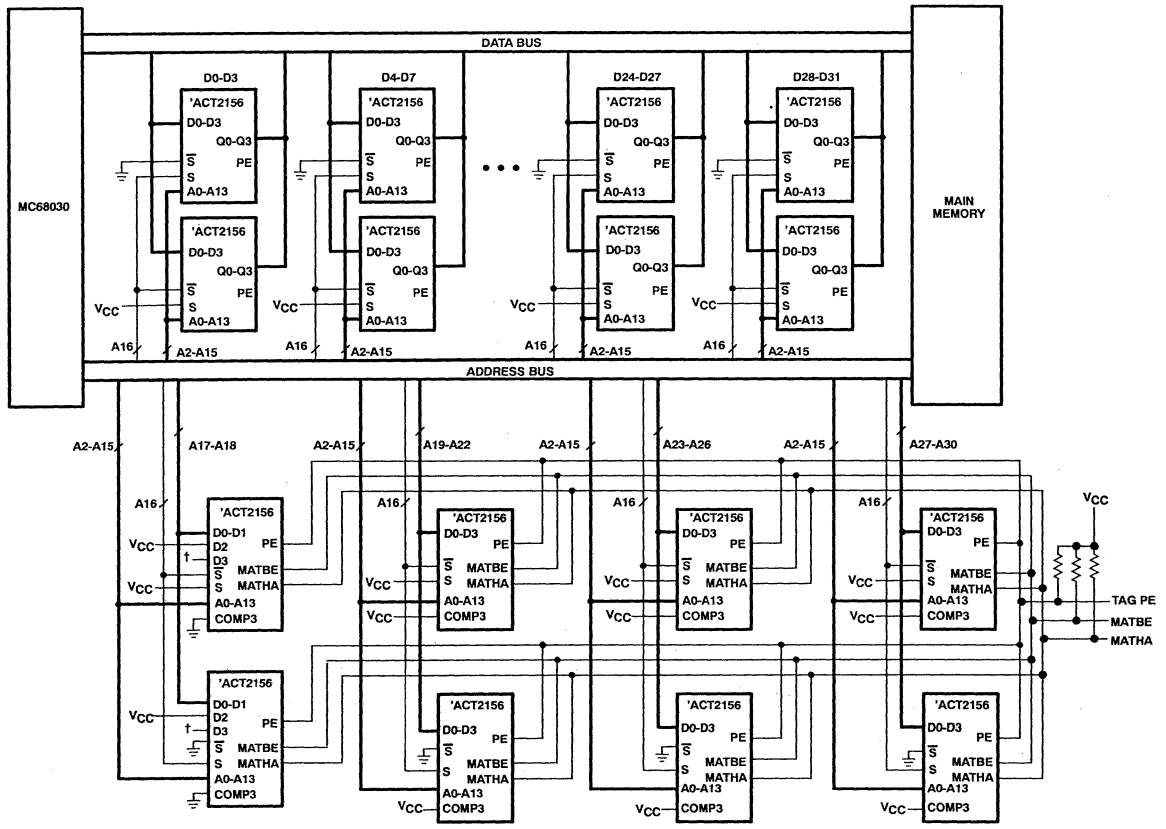 DATA BUS
D0-D3
D4-D7
D24-D27
D28-D31
'ACT2156
D0-D3
Q0-Q3
S̅
PE
S
A0-A13
'ACT2156
D0-D3
Q0-Q3
S̅
PE
S
A0-A13
'ACT2156
D0-D3
Q0-Q3
S̅
PE
S
A0-A13
'ACT2156
D0-D3
Q0-Q3
S̅
PE
S
A0-A13
MC68030
MAIN
MEMORY
'ACT2156
D0-D3
Q0-Q3
S̅
PE
VCC
S
A0-A13
'ACT2156
D0-D3
Q0-Q3
S̅
PE
VCC
S
A0-A13
'ACT2156
D0-D3
Q0-Q3
S̅
PE
VCC
S
A0-A13
'ACT2156
D0-D3
Q0-Q3
S̅
PE
VCC
S
A0-A13
A16
A2-A15
A16
A2-A15
A16
A2-A15
A16
A2-A15
ADDRESS BUS
A2-A15
A17-A18
A2-A15
A19-A22
A2-A15
A23-A26
A2-A15
A27-A30
A16
A16
A16
A16
VCC
'ACT2156
D0-D1
VCC
D2
PE
†
D3
S̅
MATBE
VCC
S
MATHA
A0-A13
COMP3
'ACT2156
D0-D3
PE
S̅
MATBE
VCC
S
MATHA
A0-A13
VCC
COMP3
'ACT2156
D0-D3
PE
S̅
MATBE
VCC
S
MATHA
A0-A13
VCC
COMP3
'ACT2156
D0-D3
PE
S̅
MATBE
VCC
S
MATHA
A0-A13
VCC
COMP3
TAG PE
MATBE
MATHA
'ACT2156
D0-D1
VCC
D2
PE
†
D3
S̅
MATBE
S
MATHA
A0-A13
COMP3
'ACT2156
D0-D3
PE
S̅
MATBE
S
MATHA
A0-A13
VCC
COMP3
'ACT2156
D0-D3
PE
S̅
MATBE
S
MATHA
A0-A13
VCC
COMP3
'ACT2156
D0-D3
PE
S̅
MATBE
S
MATHA
A0-A13
VCC
COMP3